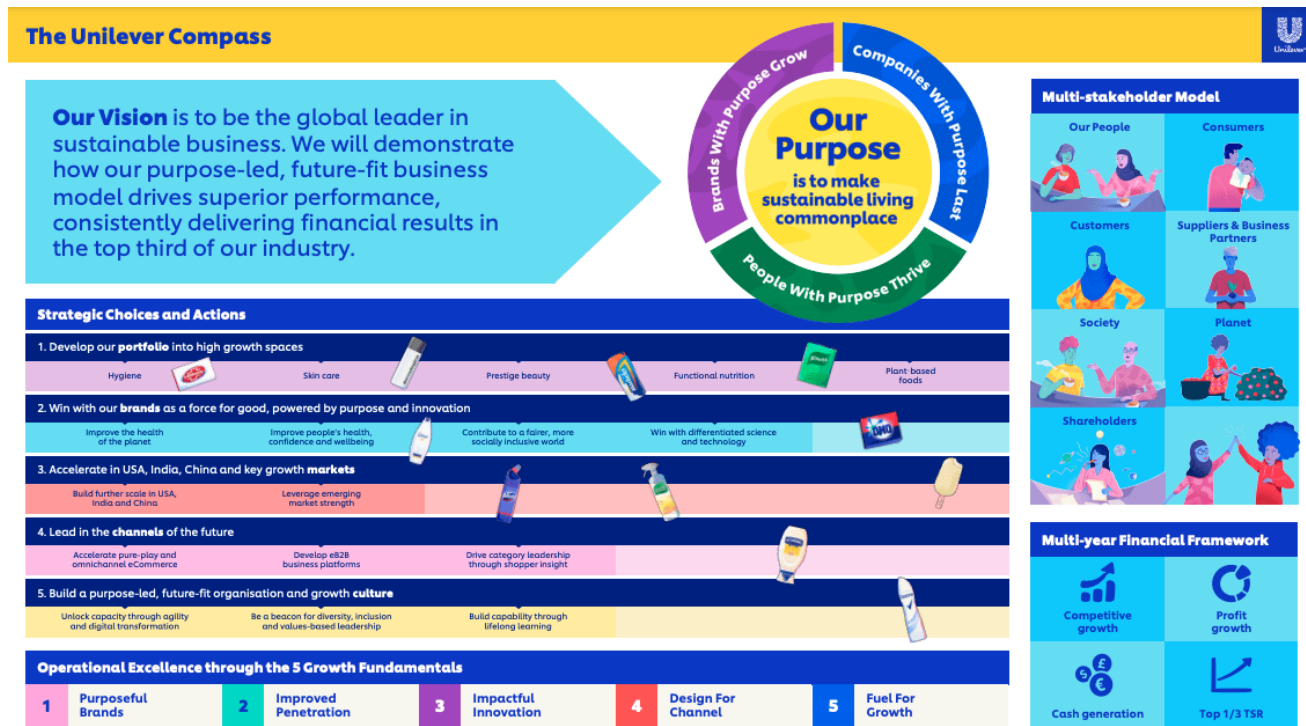 The Unilever Compass
Unilever
Our Vision is to be the global leader in
sustainable business. We will demonstrate
how our purpose-led, future-fit business
model drives superior performance,
consistently delivering financial results in
the top third of our industry.
Brands With Purpose Grow
Companies With Purpose Last
People With Purpose Thrive
Our
Purpose
is to make
sustainable living
commonplace
Strategic Choices and Actions
1. Develop our portfolio into high growth spaces
Hygiene
Skin care
Prestige beauty
Functional nutrition
Plant-based
foods
2. Win with our brands as a force for good, powered by purpose and innovation
Improve the health
of the planet
Improve people's health,
confidence and wellbeing
Contribute to a fairer, more
socially inclusive world
Win with differentiated science
and technology
OMO
3. Accelerate in USA, India, China and key growth markets
Build further scale in USA,
India and China
Leverage emerging
market strength
4. Lead in the channels of the future
Accelerate pure-play and
omnichannel eCommerce
Develop eB2B
business platforms
Drive category leadership
through shopper insight
5. Build a purpose-led, future-fit organisation and growth culture
Unlock capacity through agility
and digital transformation
Be a beacon for diversity, inclusion
and values-based leadership
Build capability through
lifelong learning
Operational Excellence through the 5 Growth Fundamentals
1 Purposeful
Brands
2 Improved
Penetration
3 Impactful
Innovation
4 Design For
Channel
5 Fuel For
Growth
Multi-stakeholder Model
Our People
Consumers
Customers
Suppliers & Business
Partners
Society
Planet
Shareholders
Multi-year Financial Framework
Competitive
growth
Profit
growth
$ £ €
Cash generation
Top 1/3 TSR